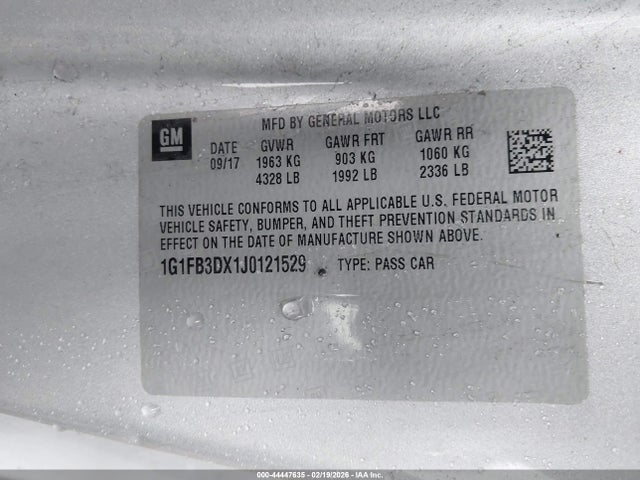 GM
MFD BY GENERAL MOTORS LLC
DATE GVWR GAWR FRT GAWR RR
09/17 1963 KG 903 KG 1060 KG
4328 LB 1992 LB 2336 LB
THIS VEHICLE CONFORMS TO ALL APPLICABLE U.S. FEDERAL MOTOR
VEHICLE SAFETY, BUMPER, AND THEFT PREVENTION STANDARDS IN
EFFECT ON THE DATE OF MANUFACTURE SHOWN ABOVE.
1G1FB3DX1J0121529 TYPE: PASS CAR
00-44447635 - 02/19/2026 - IAAI.COM